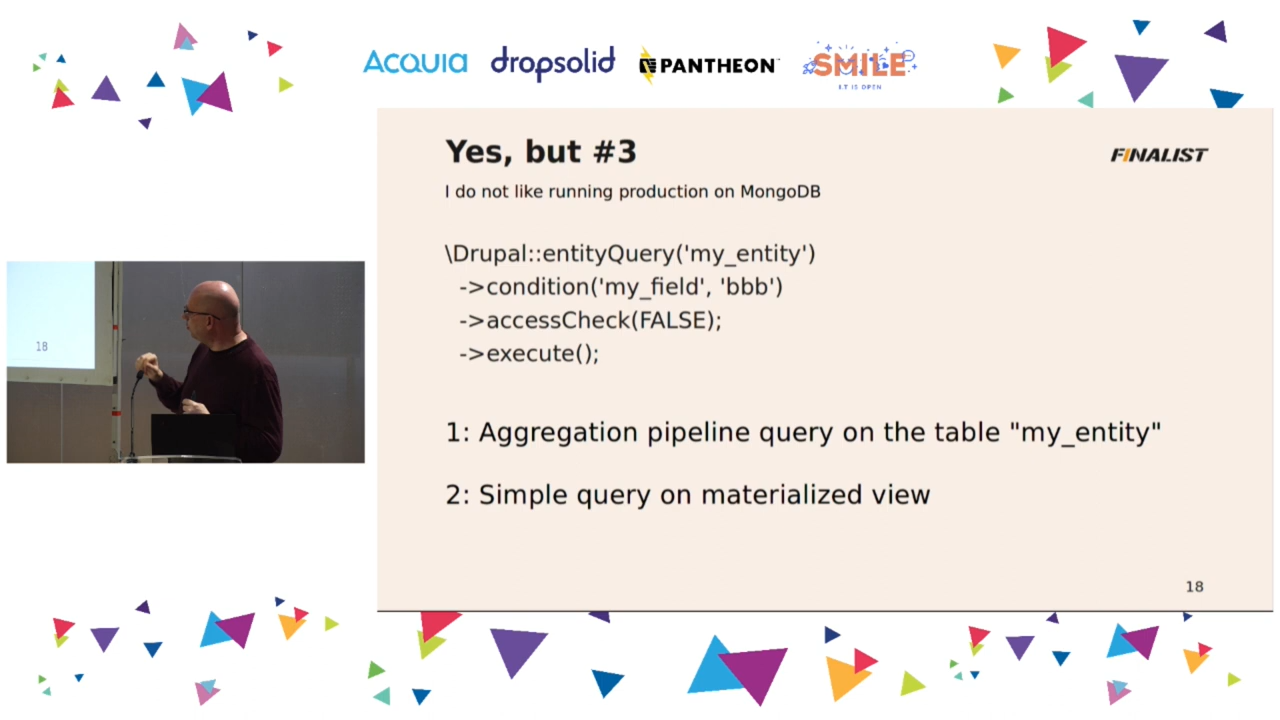 ACQUIA dropsolid PANTHEON SMILE
I.T IS OPEN
Yes, but #3
FINALIST
I do not like running production on MongoDB
\Drupal::entityQuery('my_entity')
->condition('my_field', 'bbb')
->accessCheck(FALSE);
->execute();
18
1: Aggregation pipeline query on the table "my_entity"
2: Simple query on materialized view
18